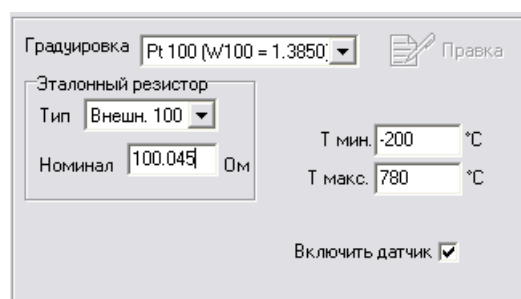 Градуировка Pt 100 (W100 = 1.3850) Правка
Эталонный резистор
Тип Внешн. 100
Номинал 100.045 Ом
T мин. -200 °C
T макс. 780 °C
Включить датчик